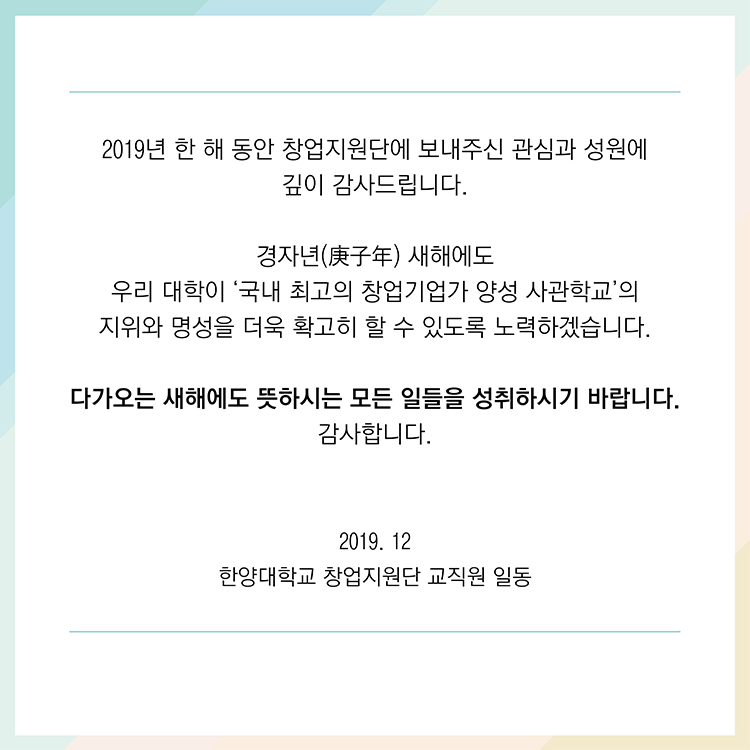 2019년 한 해 동안 창업지원단에 보내주신 관심과 성원에
깊이 감사드립니다.
경자년(庚子年) 새해에도
우리 대학이 ‘국내 최고의 창업기업가 양성 사관학교’의
지위와 명성을 더욱 확고히 할 수 있도록 노력하겠습니다.
다가오는 새해에도 뜻하시는 모든 일들을 성취하시기 바랍니다.
감사합니다.
2019. 12
한양대학교 창업지원단 교직원 일동